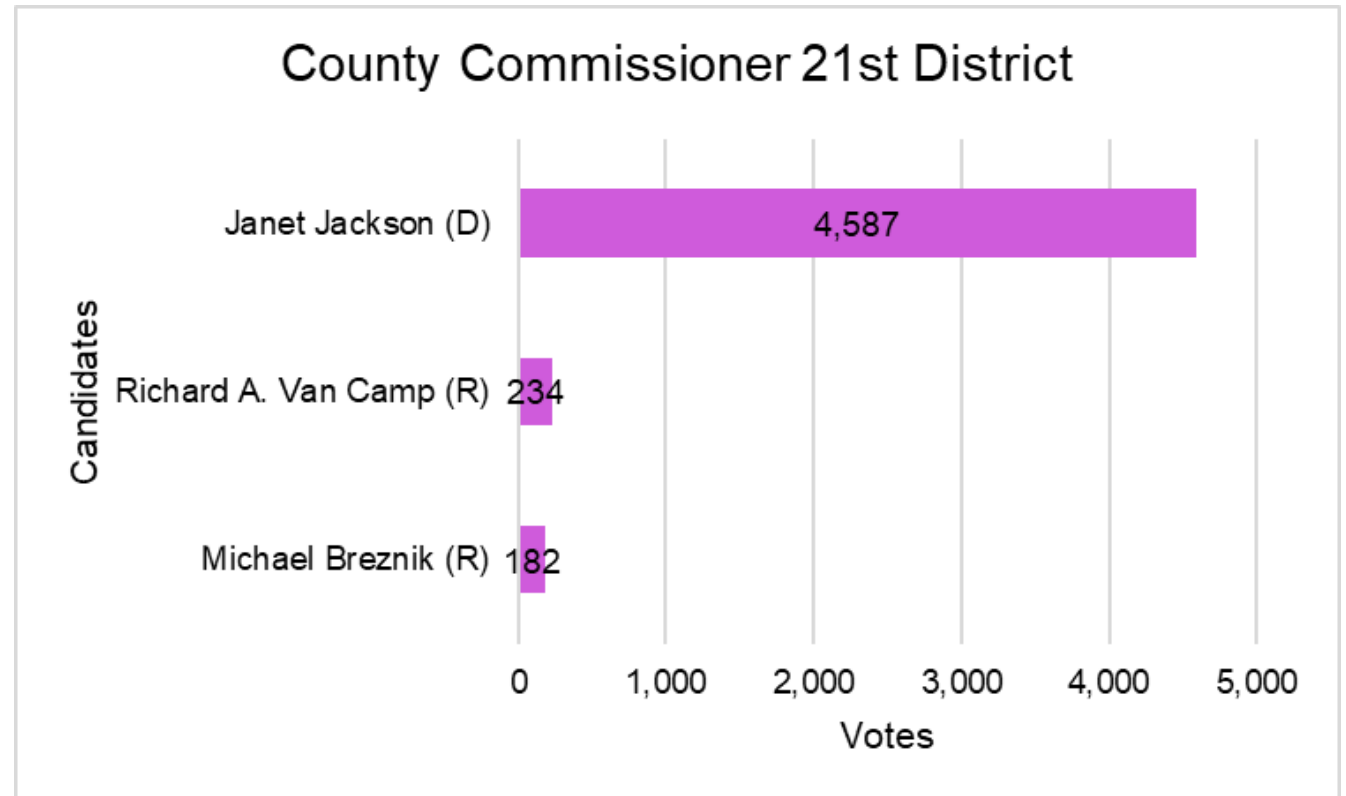 County Commissioner 21st District
Candidates
Janet Jackson (D) 4,587
Richard A. Van Camp (R) 234
Michael Breznik (R) 182
0 1,000 2,000 3,000 4,000 5,000
Votes